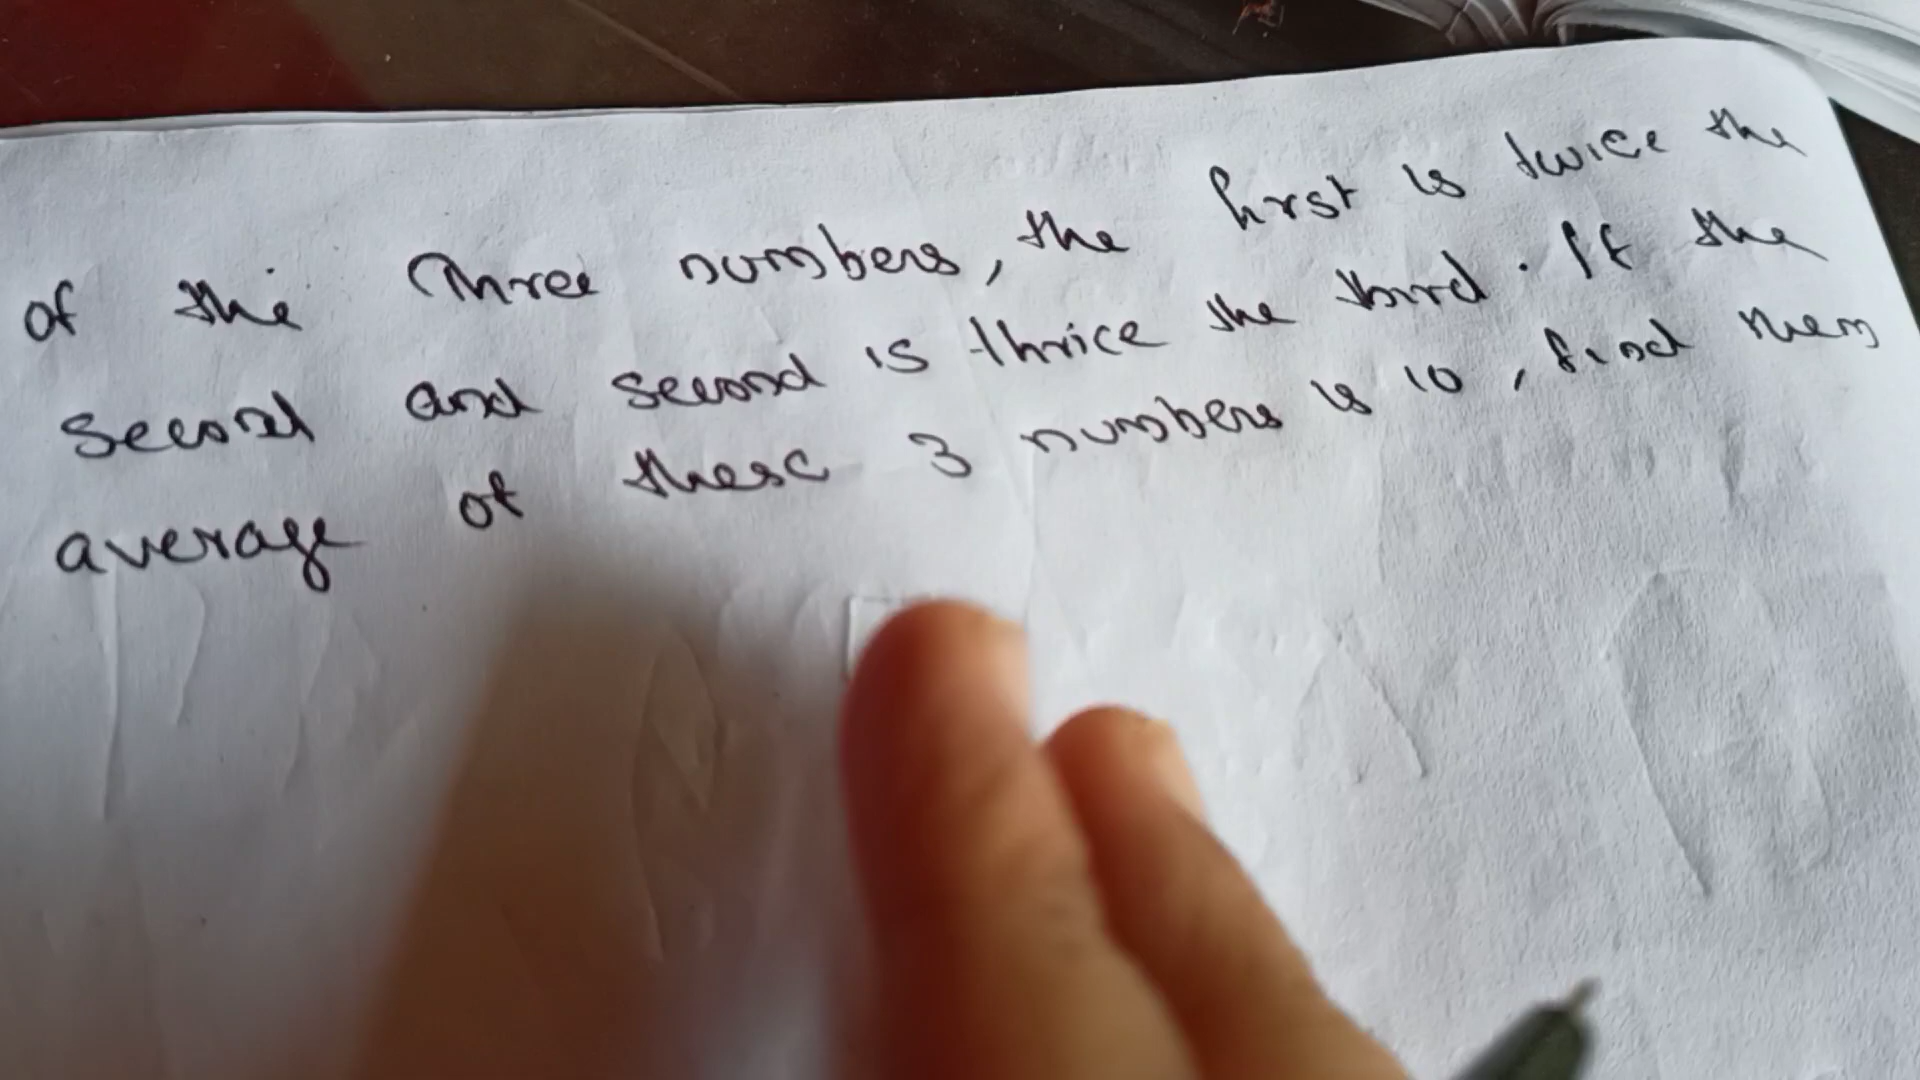 of the Three numbers, the first is twice the
second and second is thrice the third. If the
average of these 3 numbers is 10, find them